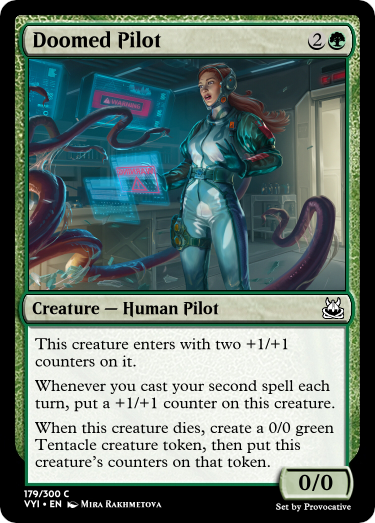 Doomed Pilot 2
Creature — Human Pilot
This creature enters with two +1/+1
counters on it.
Whenever you cast your second spell each
turn, put a +1/+1 counter on this creature.
When this creature dies, create a 0/0 green
Tentacle creature token, then put this
creature's counters on that token.
0/0
179/300 C
VYI • EN Mira Rakhmetova
Set by Provocative